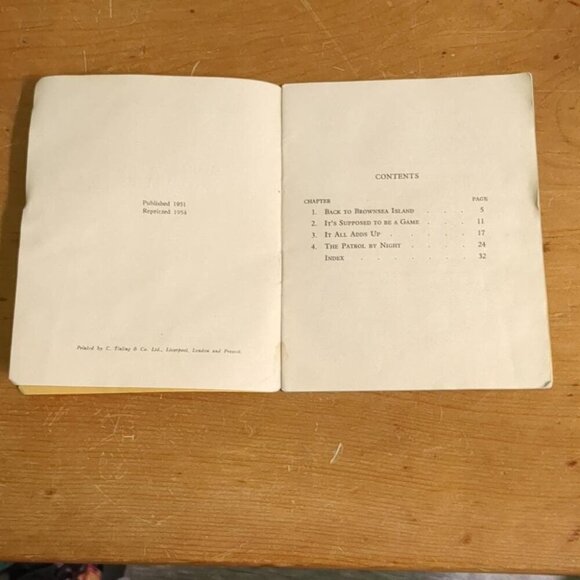 Published 1951
Reprinted 1954
Printed by C. Tinling & Co. Ltd., Liverpool, London and Prescot.
CONTENTS
CHAPTER PAGE
1. BACK TO BROWNSEA ISLAND . . . 5
2. IT'S SUPPOSED TO BE A GAME . . 11
3. IT ALL ADDS UP . . . . . 17
4. THE PATROL BY NIGHT . . . . 24
INDEX . . . . . . 32